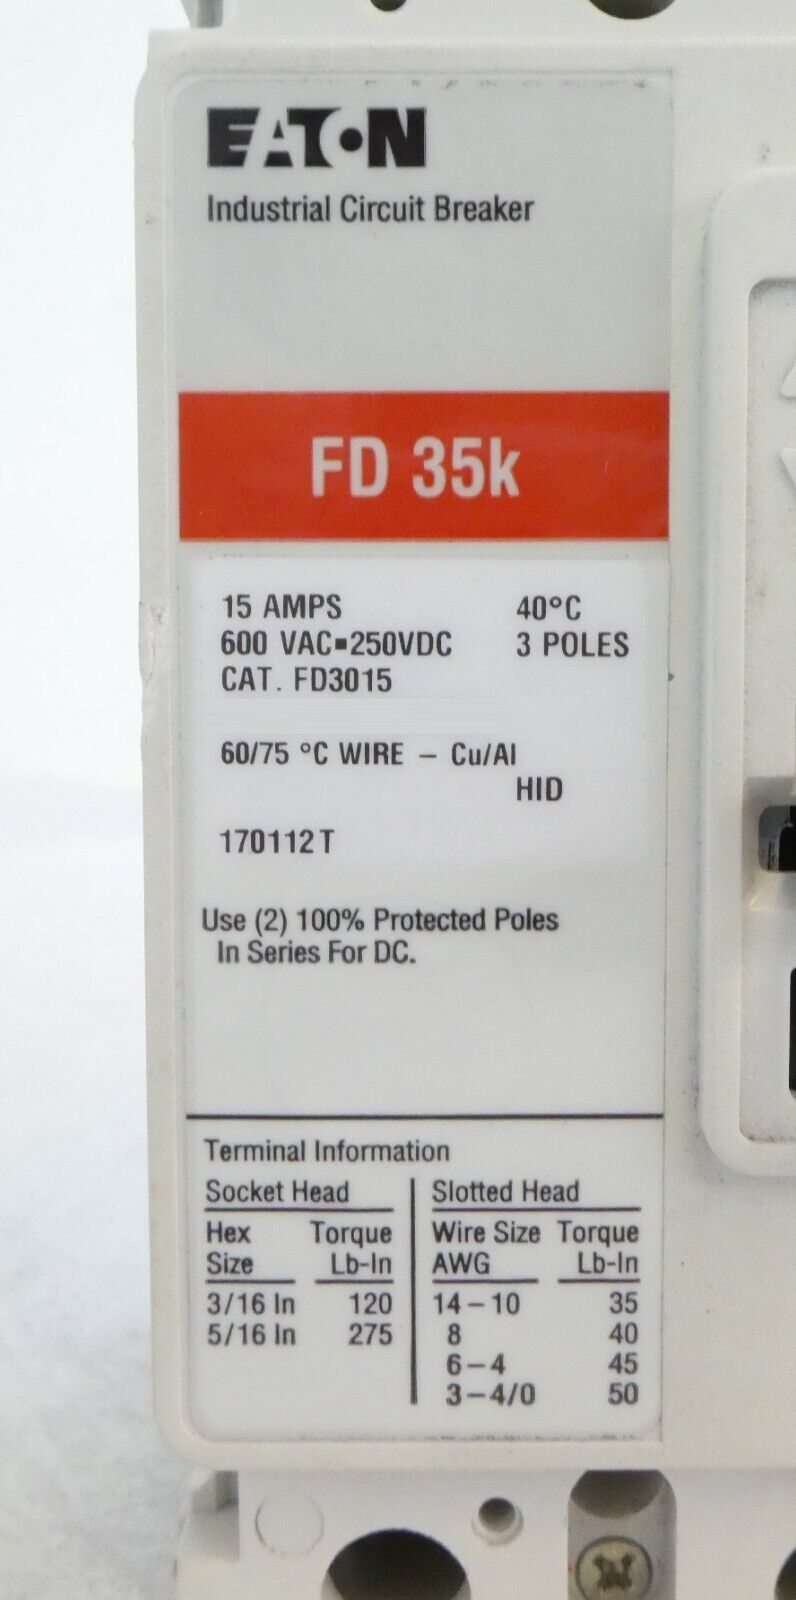 EATON
Industrial Circuit Breaker
FD 35k
15 AMPS 40°C
600 VAC▪250VDC 3 POLES
CAT. FD3015
60/75 °C WIRE – Cu/Al
HID
170112T
Use (2) 100% Protected Poles
In Series For DC.
Terminal Information
Socket Head Slotted Head
Hex Torque Wire Size Torque
Size Lb-In AWG Lb-In
3/16 In 120 14–10 35
5/16 In 275 8 40
6–4 45
3–4/0 50